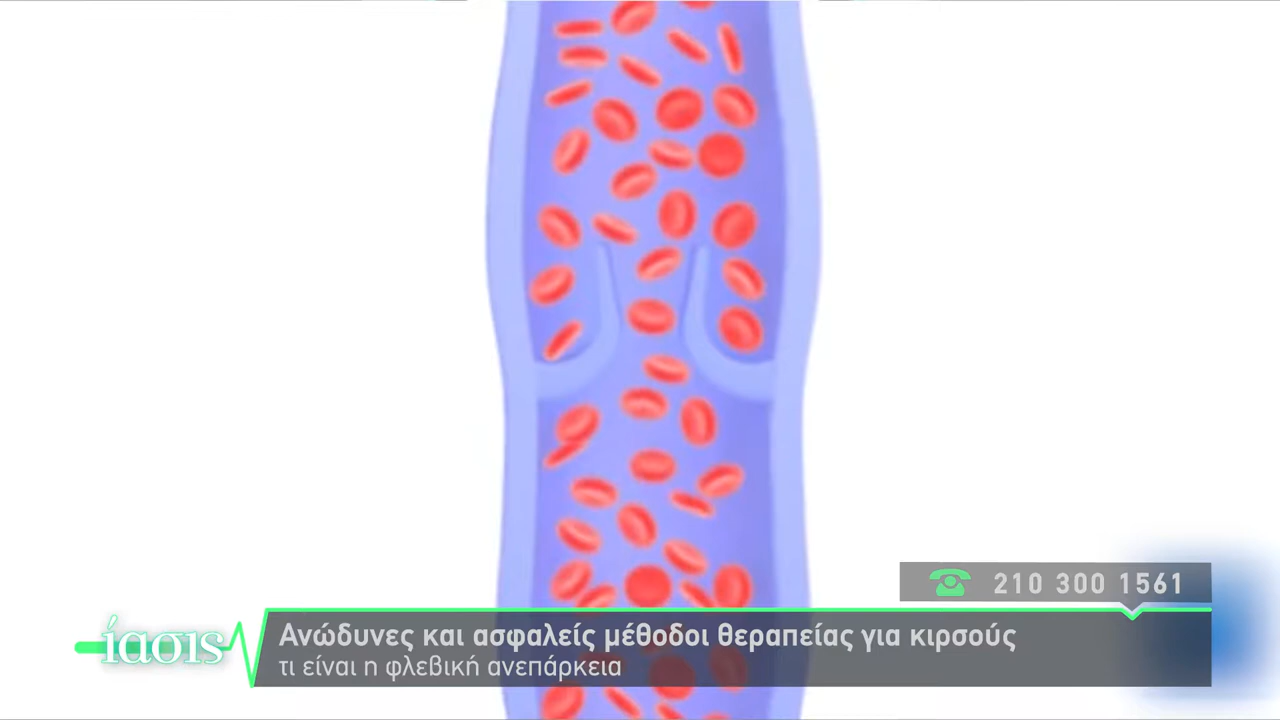 210 300 1561
ίασις
Ανώδυνες και ασφαλείς μέθοδοι θεραπείας για κιρσούς
τι είναι η φλεβική ανεπάρκεια